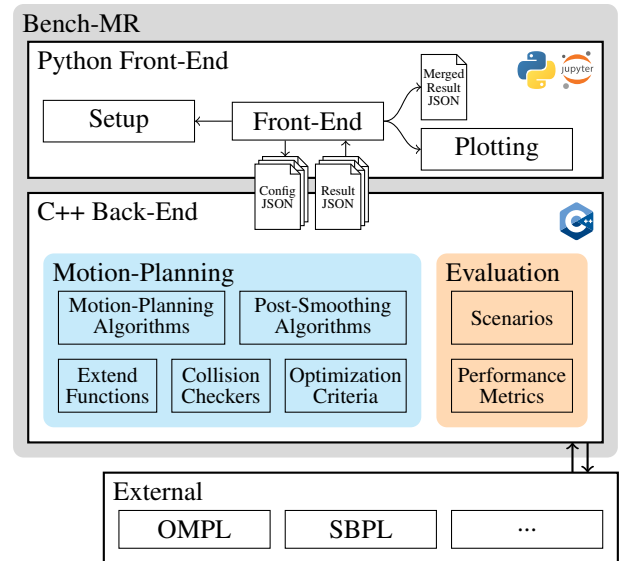 Bench-MR
Python Front-End
jupyter
Merged
Result
JSON
Setup
Front-End
Plotting
Config
JSON
Result
JSON
C++ Back-End
C++
Motion-Planning
Motion-Planning
Algorithms
Post-Smoothing
Algorithms
Extend
Functions
Collision
Checkers
Optimization
Criteria
Evaluation
Scenarios
Performance
Metrics
External
OMPL
SBPL
...